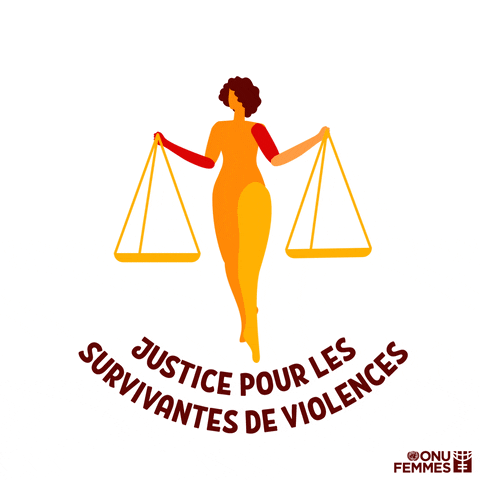 JUSTICE POUR LES
SURVIVANTES DE VIOLENCES
ONU
FEMMES